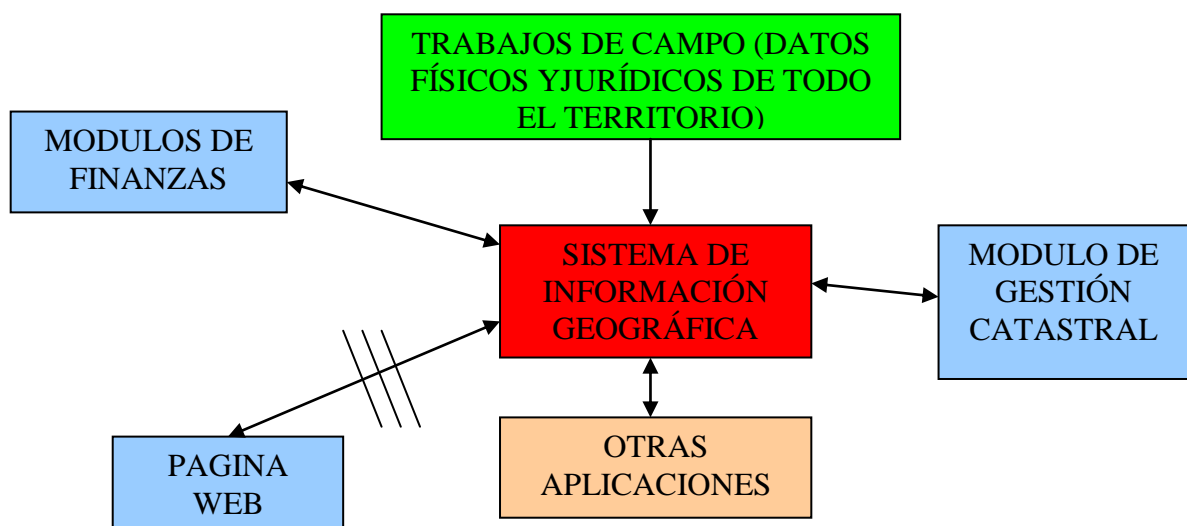 TRABAJOS DE CAMPO (DATOS
FÍSICOS YJURÍDICOS DE TODO
EL TERRITORIO)
MODULOS DE
FINANZAS
SISTEMA DE
INFORMACIÓN
GEOGRÁFICA
MODULO DE
GESTIÓN
CATASTRAL
PAGINA
WEB
OTRAS
APLICACIONES